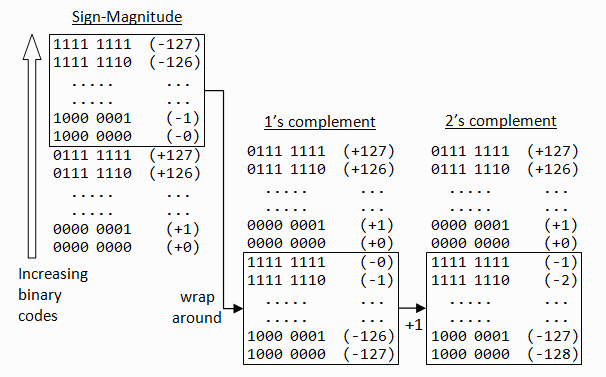 Sign-Magnitude
1111 1111 (-127)
1111 1110 (-126)
..... ...
..... ...
1000 0001 (-1)
1000 0000 (-0)
0111 1111 (+127)
0111 1110 (+126)
..... ...
..... ...
0000 0001 (+1)
0000 0000 (+0)
Increasing
binary
codes
wrap
around
1's complement
0111 1111 (+127)
0111 1110 (+126)
..... ...
..... ...
0000 0001 (+1)
0000 0000 (+0)
1111 1111 (-0)
1111 1110 (-1)
..... ...
..... ...
1000 0001 (-126)
1000 0000 (-127)
+1
2's complement
0111 1111 (+127)
0111 1110 (+126)
..... ...
..... ...
0000 0001 (+1)
0000 0000 (+0)
1111 1111 (-1)
1111 1110 (-2)
..... ...
..... ...
1000 0001 (-127)
1000 0000 (-128)